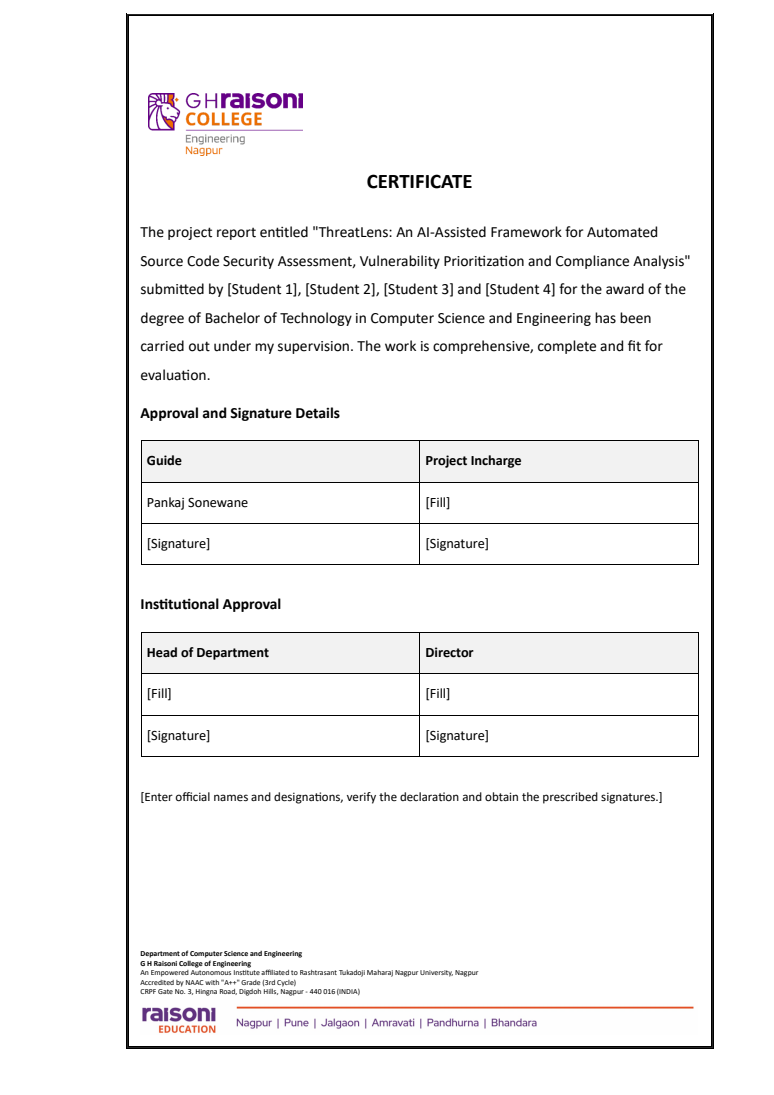 GHraisoni
COLLEGE
Engineering
Nagpur
CERTIFICATE
The project report entitled "ThreatLens: An AI-Assisted Framework for Automated
Source Code Security Assessment, Vulnerability Prioritization and Compliance Analysis"
submitted by [Student 1], [Student 2], [Student 3] and [Student 4] for the award of the
degree of Bachelor of Technology in Computer Science and Engineering has been
carried out under my supervision. The work is comprehensive, complete and fit for
evaluation.
Approval and Signature Details
Guide Project Incharge
Pankaj Sonewane [Fill]
[Signature] [Signature]
Institutional Approval
Head of Department Director
[Fill] [Fill]
[Signature] [Signature]
[Enter official names and designations, verify the declaration and obtain the prescribed signatures.]
Department of Computer Science and Engineering
G H Raisoni College of Engineering
An Empowered Autonomous Institute affiliated to Rashtrasant Tukadoji Maharaj Nagpur University, Nagpur
Accredited by NAAC with "A++" Grade (3rd Cycle)
CRPF Gate No. 3, Hingna Road, Digdoh Hills, Nagpur - 440 016 (INDIA)
raisoni
EDUCATION
Nagpur | Pune | Jalgaon | Amravati | Pandhurna | Bhandara